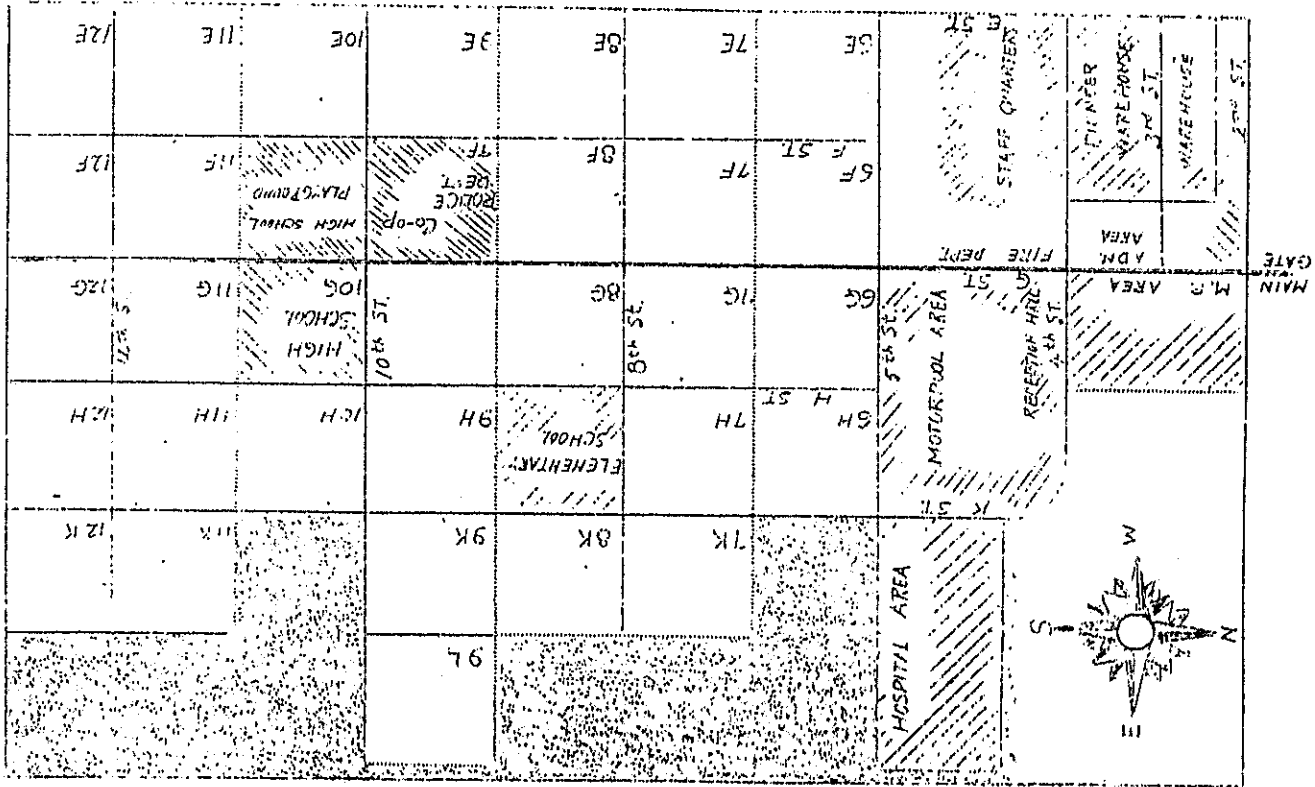 12E
11E
10E
9E
8E
7E
6E
E ST.
STAFF QUARTERS
PIONEER
WAREHOUSE
3RD ST.
WAREHOUSE
2ND ST.
12F
11F
HIGH SCHOOL
PLAYGROUND
Co-op
POLICE
DEPT.
8F
7F
F ST.
6F
FIRE DEPT.
ADM.
AREA
MAIN
GATE
12G
11G
10G
HIGH
SCHOOL
10th ST.
8G
8th St.
6G
5th ST.
G ST.
MOTORPOOL AREA
RECEPTION HALL
4th ST.
M.P. AREA
12H
11H
10H
9H
ELEMENTARY
SCHOOL
7H
H ST.
6H
12K
11K
9K
8K
7K
K ST.
HOSPITAL AREA
9L
S
W
N
E